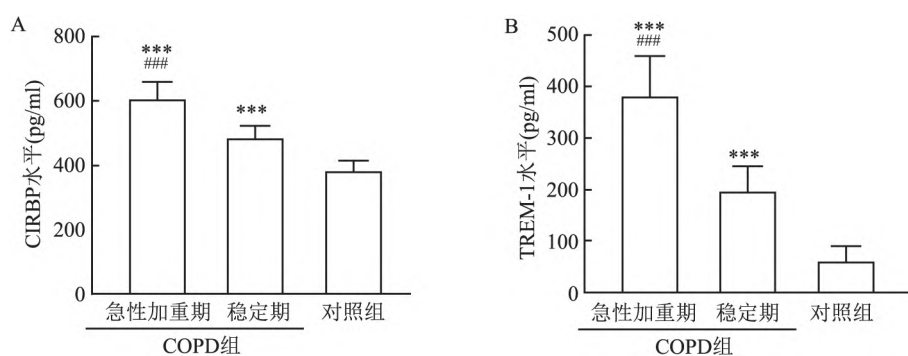 A
CIRBP水平(pg/ml)
800
600
400
200
0
***
###
***
急性加重期
稳定期
对照组
COPD组
B
TREM-1水平(pg/ml)
500
400
300
200
100
0
***
###
***
急性加重期
稳定期
对照组
COPD组